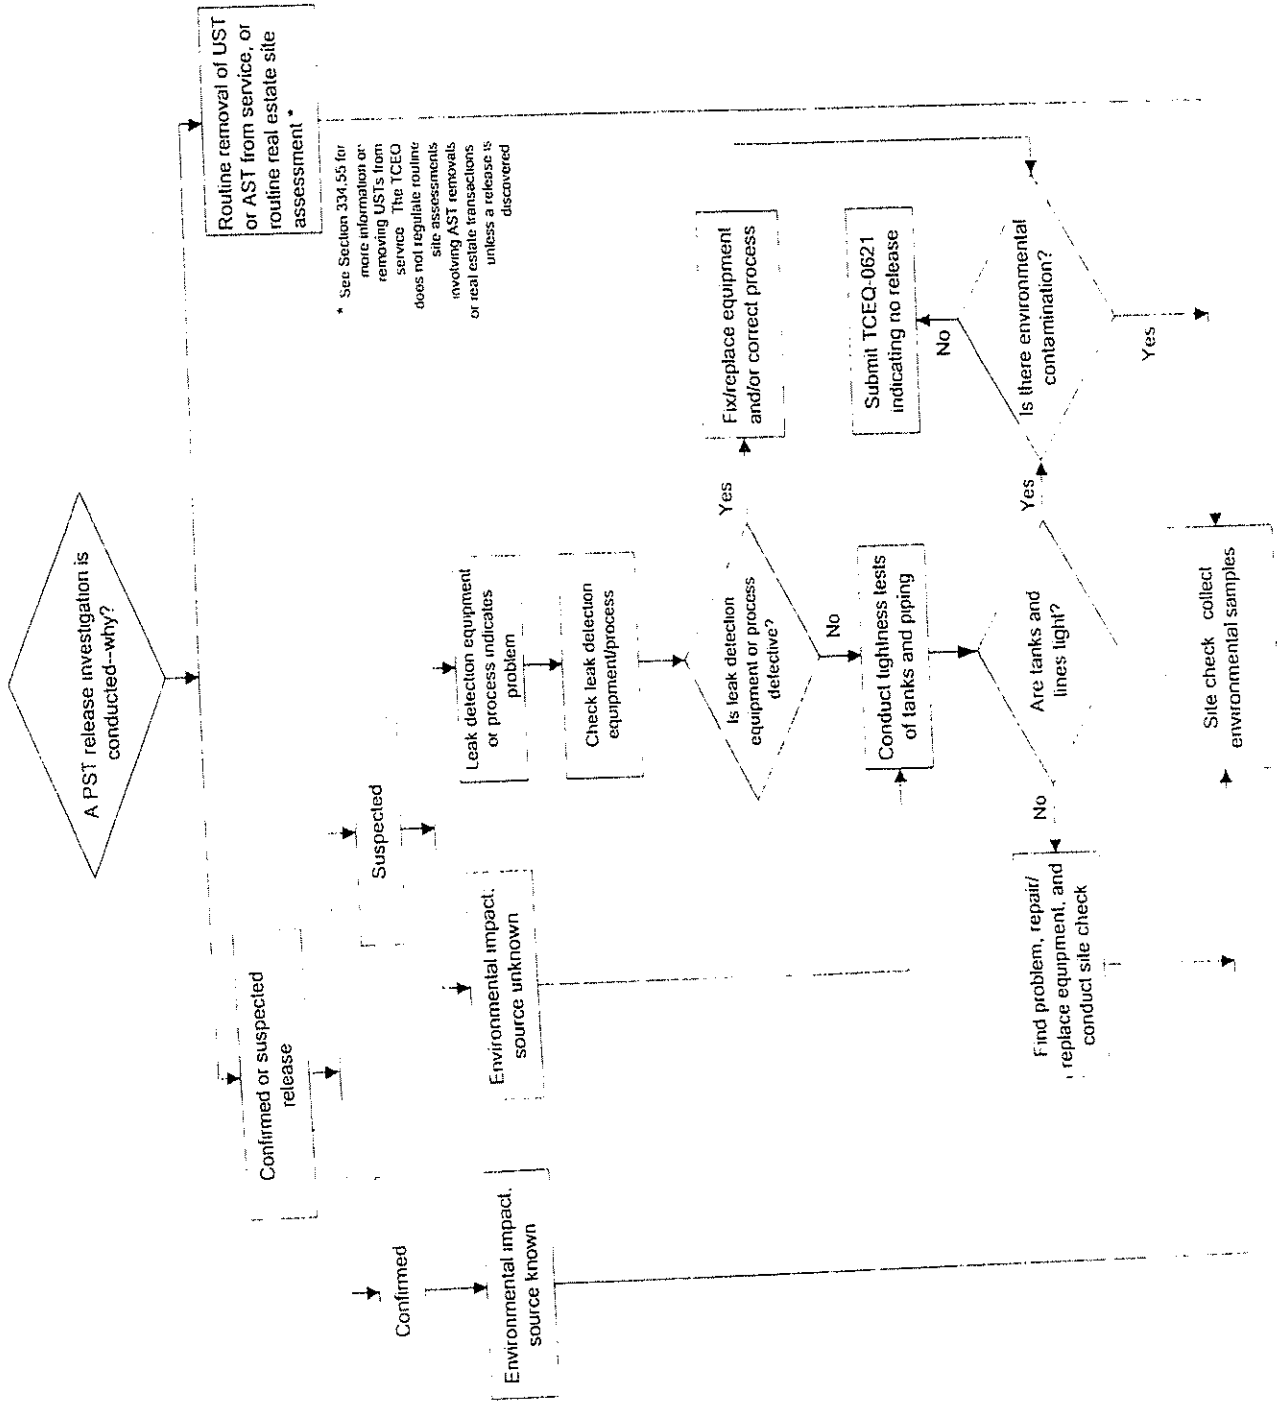 A PST release investigation is
conducted--why?
Confirmed or suspected
release
Routine removal of UST
or AST from service, or
routine real estate site
assessment *
* See Section 334.55 for
more information on
removing USTs from
service The TCEQ
does not regulate routine
site assessments
involving AST removals
or real estate transactions
unless a release is
discovered
Confirmed
Suspected
Environmental impact.
source known
Environmental impact.
source unknown
Leak detection equipment
or process indicates
problem
Check leak detection
equipment/process
Is leak detection
equipment or process
defective?
Yes
Fix/replace equipment
and/or correct process
No
Conduct tightness tests
of tanks and piping
Are tanks and
lines tight?
No
Find problem, repair/
replace equipment, and
conduct site check
Yes
Is there environmental
contamination?
No
Submit TCEQ-0621
indicating no release
Yes
Site check collect
environmental samples